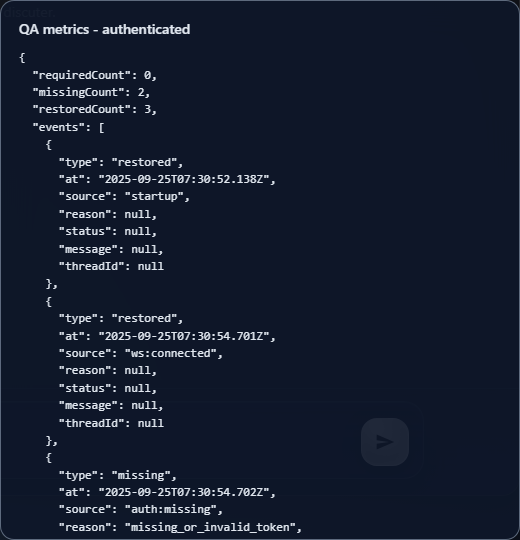 QA metrics - authenticated
{
  "requiredCount": 0,
  "missingCount": 2,
  "restoredCount": 3,
  "events": [
    {
      "type": "restored",
      "at": "2025-09-25T07:30:52.138Z",
      "source": "startup",
      "reason": null,
      "status": null,
      "message": null,
      "threadId": null
    },
    {
      "type": "restored",
      "at": "2025-09-25T07:30:54.701Z",
      "source": "ws:connected",
      "reason": null,
      "status": null,
      "message": null,
      "threadId": null
    },
    {
      "type": "missing",
      "at": "2025-09-25T07:30:54.702Z",
      "source": "auth:missing",
      "reason": "missing_or_invalid_token",